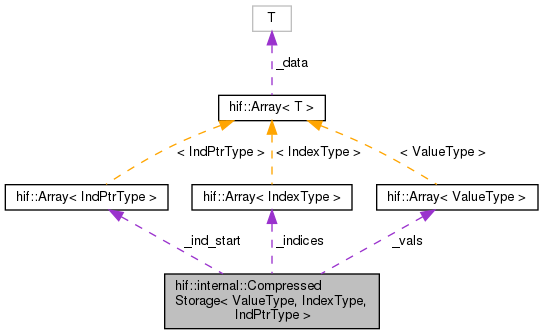 T
_data
hif::Array< T >
< IndPtrType >
< IndexType >
< ValueType >
hif::Array< IndPtrType >
hif::Array< IndexType >
hif::Array< ValueType >
_ind_start
_indices
_vals
hif::internal::Compressed
Storage< ValueType, IndexType,
IndPtrType >